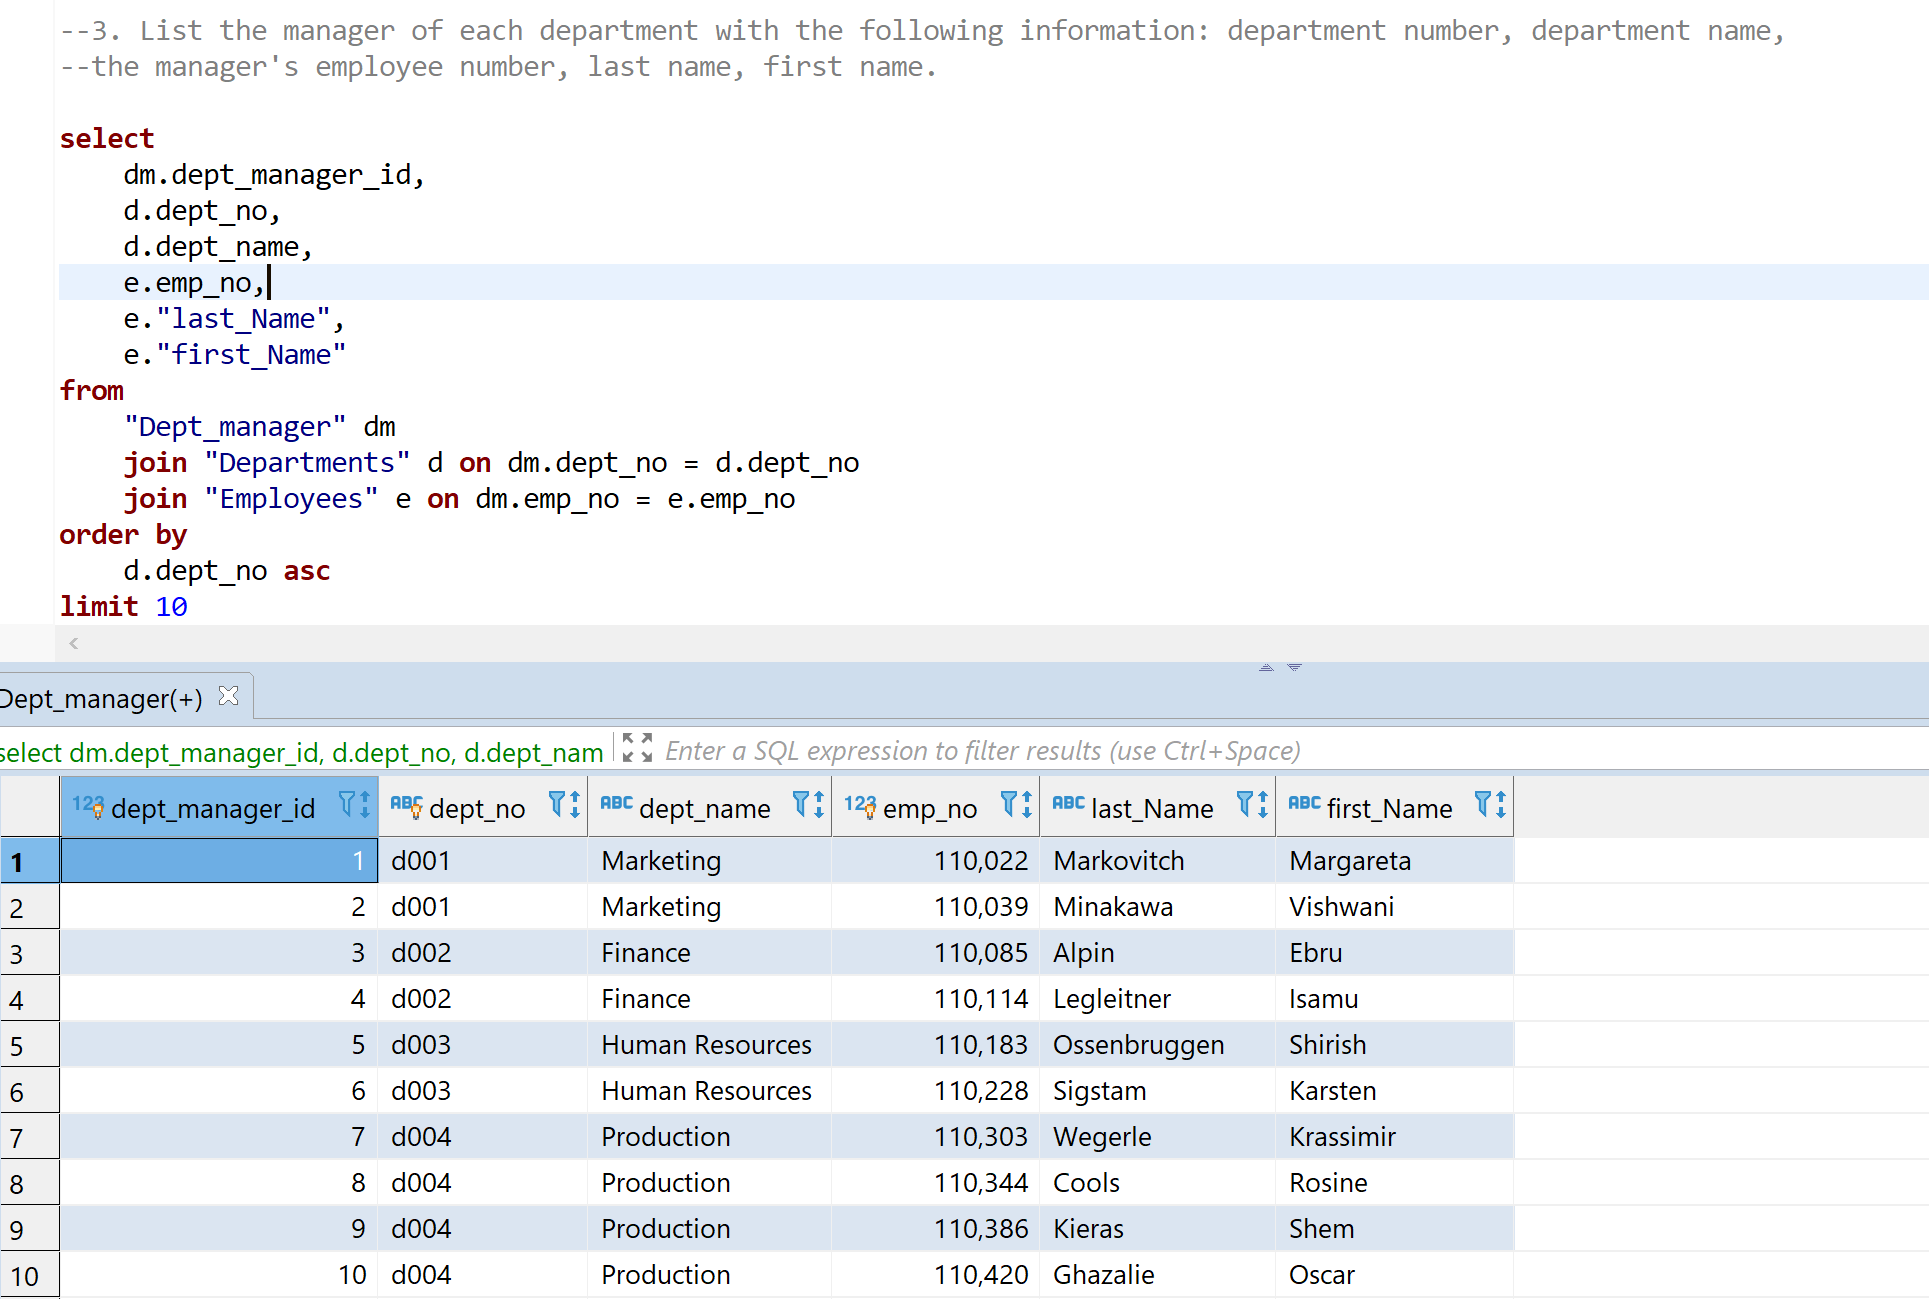 --3. List the manager of each department with the following information: department number, department name,
--the manager's employee number, last name, first name.
select
dm.dept_manager_id,
d.dept_no,
d.dept_name,
e.emp_no,
e."last_Name",
e."first_Name"
from
"Dept_manager" dm
join "Departments" d on dm.dept_no = d.dept_no
join "Employees" e on dm.emp_no = e.emp_no
order by
d.dept_no asc
limit 10
Dept_manager(+)
select dm.dept_manager_id, d.dept_no, d.dept_nam Enter a SQL expression to filter results (use Ctrl+Space)
123 dept_manager_id ABC dept_no ABC dept_name 123 emp_no ABC last_Name ABC first_Name
1 1 d001 Marketing 110,022 Markovitch Margareta
2 2 d001 Marketing 110,039 Minakawa Vishwani
3 3 d002 Finance 110,085 Alpin Ebru
4 4 d002 Finance 110,114 Legleitner Isamu
5 5 d003 Human Resources 110,183 Ossenbruggen Shirish
6 6 d003 Human Resources 110,228 Sigstam Karsten
7 7 d004 Production 110,303 Wegerle Krassimir
8 8 d004 Production 110,344 Cools Rosine
9 9 d004 Production 110,386 Kieras Shem
10 10 d004 Production 110,420 Ghazalie Oscar